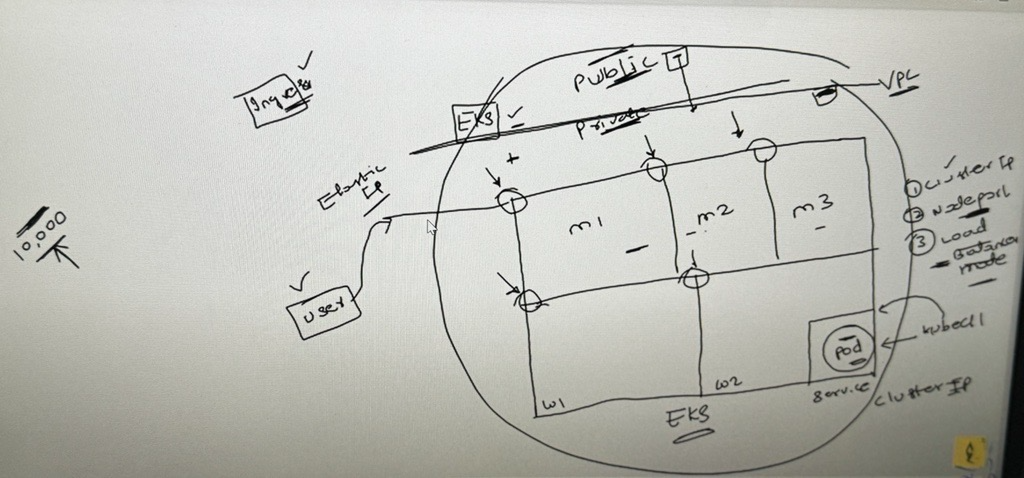 Ingress
Public
I
VPC
EKS
Private
Elastic
IP
10,000
m1
m2
m3
① Cluster IP
② Nodeport
③ Load
Balancer
mode
User
kubectl
Pod
W1
W2
Service
Cluster IP
EKS